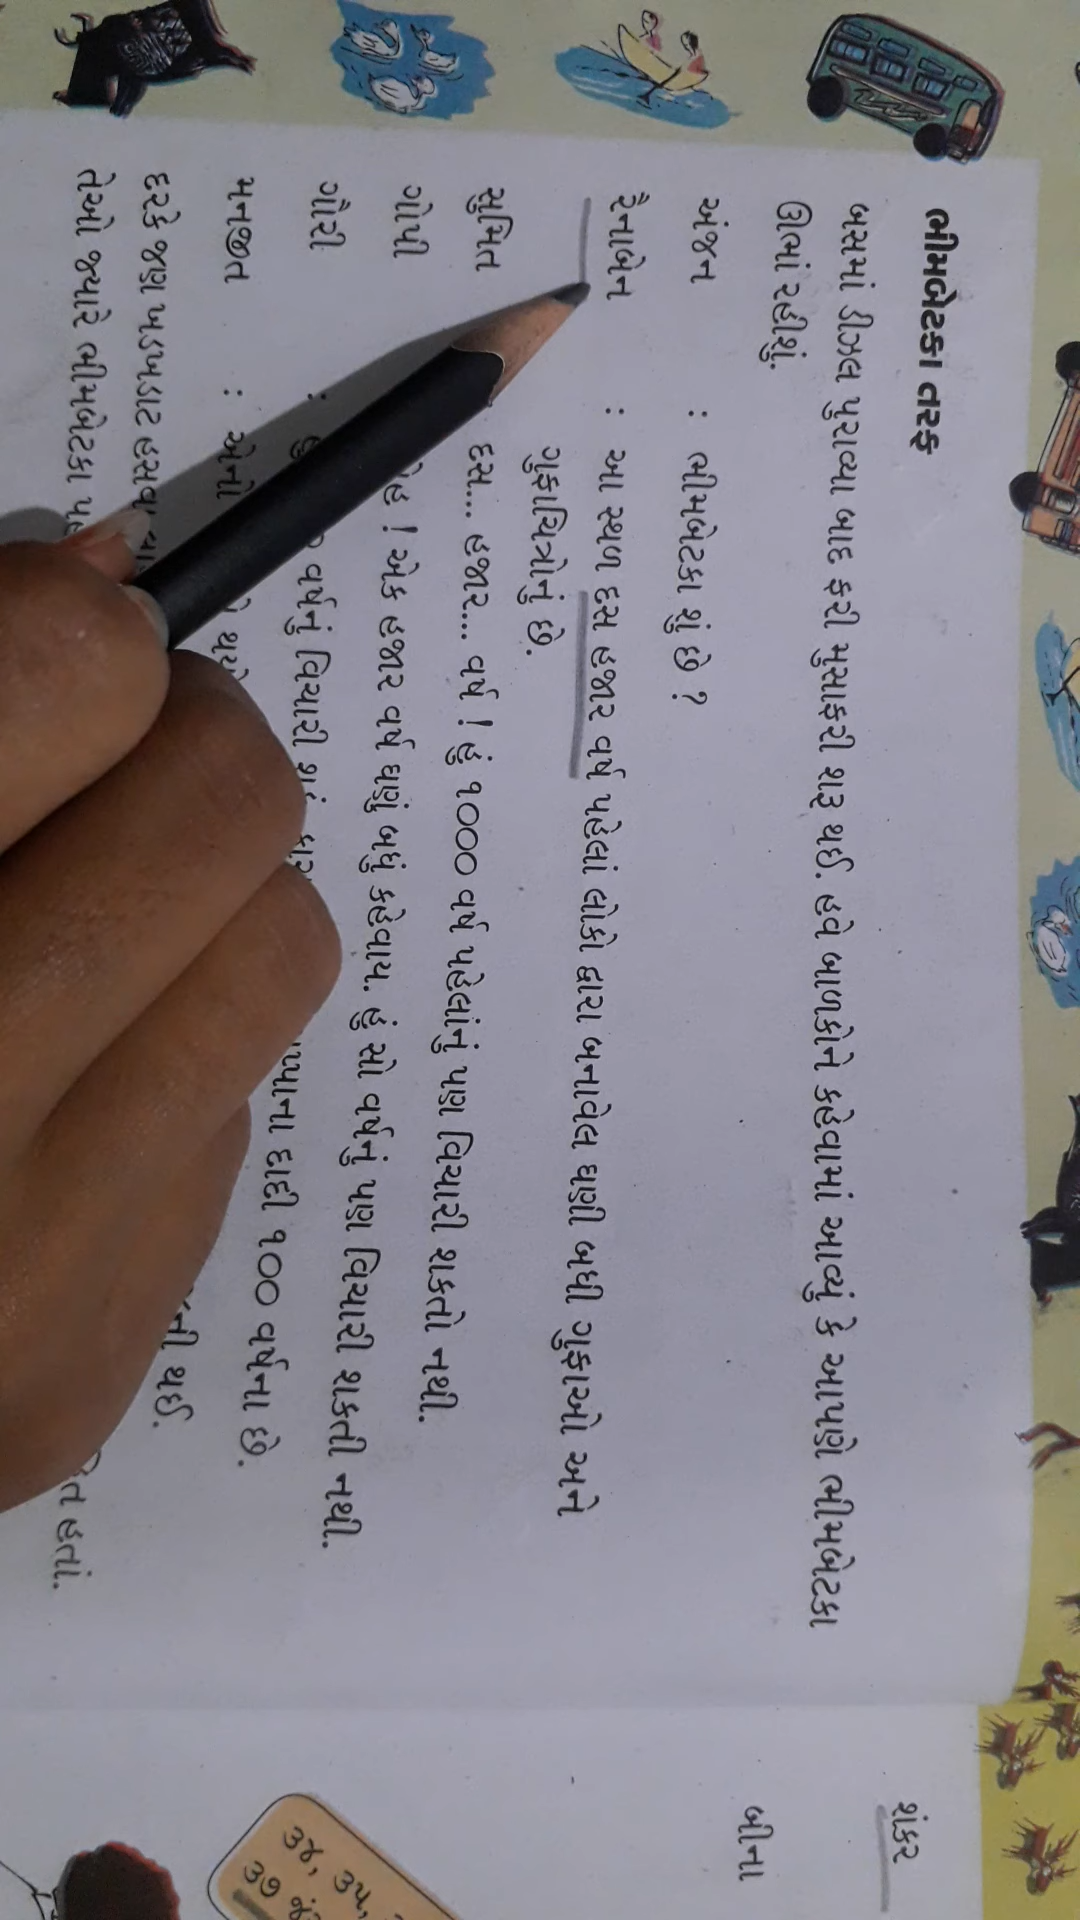 ભીમબેટકા તરફ
બસમાં ડીઝલ પૂરાવ્યા બાદ ફરી મુસાફરી શરૂ થઈ. હવે બાળકોને કહેવામાં આવ્યું કે આપણે ભીમબેટકા
ઊભાં રહીશું.
અંજન : ભીમબેટકા શું છે ?
રૈનાબેન : આ સ્થળ દસ હજાર વર્ષ પહેલાં લોકો દ્વારા બનાવેલ ઘણી બધી ગુફાઓ અને
ગુફાચિત્રોનું છે.
સુમિત દસ... હજાર... વર્ષ ! હું ૧૦૦૦ વર્ષ પહેલાંનું પણ વિચારી શકતો નથી.
ગોપી ! એક હજાર વર્ષ ઘણું બધું કહેવાય. હું સો વર્ષનું પણ વિચારી શકતી નથી.
ગૌરી : વર્ષનું વિચારી દાદી ૧૦૦ વર્ષના છે.
મનજીત : એનો
દરેક જણ ખડખડાટ થઈ.
તેઓ જ્યારે ભીમબેટકા હતાં.
શંકર
બીના
૩૪, ૩૫,
૩૭